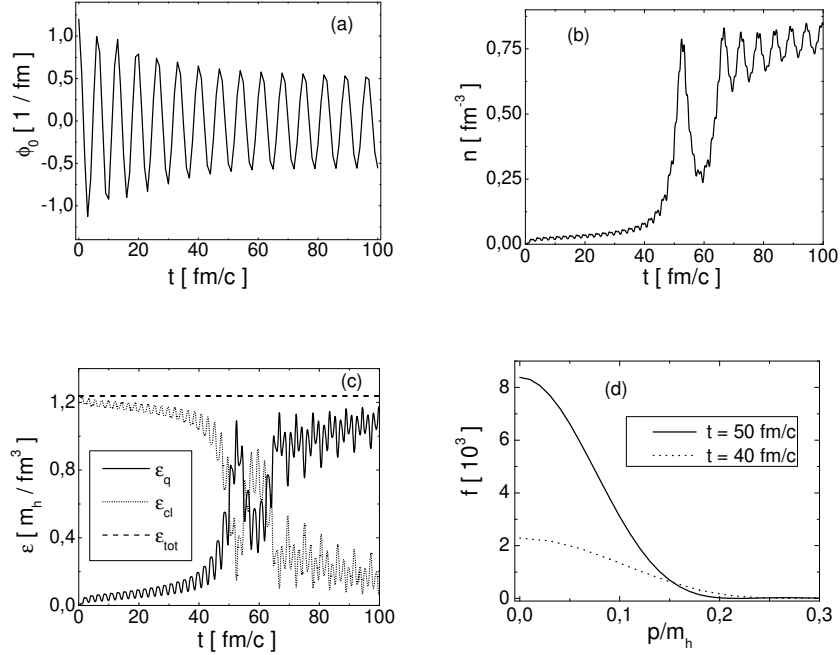 (a)
1,0
0,5
0,0
-0,5
-1,0
ϕ0 [ 1 / fm ]
0 20 40 60 80 100
t [ fm/c ]
(b)
0,75
0,50
0,25
0,00
n [ fm-3 ]
0 20 40 60 80 100
t [ fm/c ]
(c)
1,2
0,8
0,4
0,0
ε [ mh / fm3 ]
εq
εcl
εtot
0 20 40 60 80 100
t [ fm/c ]
(d)
8
6
4
2
0
f [103]
t = 50 fm/c
t = 40 fm/c
0,0 0,1 0,2 0,3
p/mh